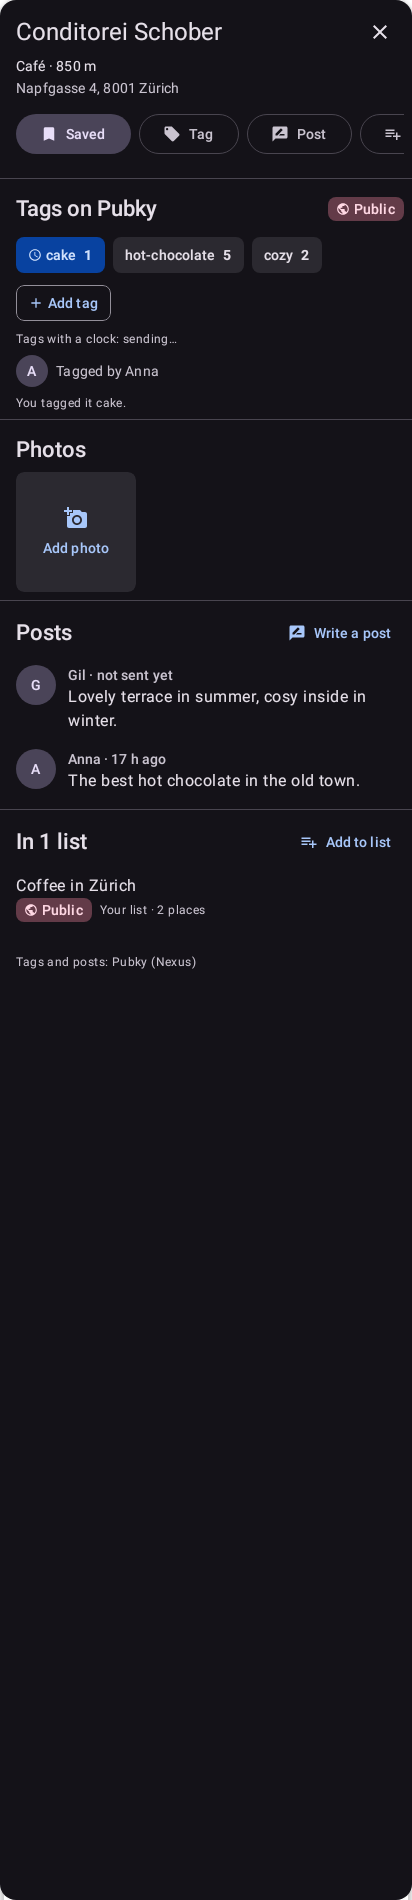 Conditorei Schober
Café · 850 m
Napfgasse 4, 8001 Zürich
Saved
Tag
Post
Tags on Pubky
Public
cake 1
hot-chocolate 5
cozy 2
Add tag
Tags with a clock: sending…
A
Tagged by Anna
You tagged it cake.
Photos
Add photo
Posts
Write a post
G
Gil · not sent yet
Lovely terrace in summer, cosy inside in
winter.
A
Anna · 17 h ago
The best hot chocolate in the old town.
In 1 list
Add to list
Coffee in Zürich
Public
Your list · 2 places
Tags and posts: Pubky (Nexus)